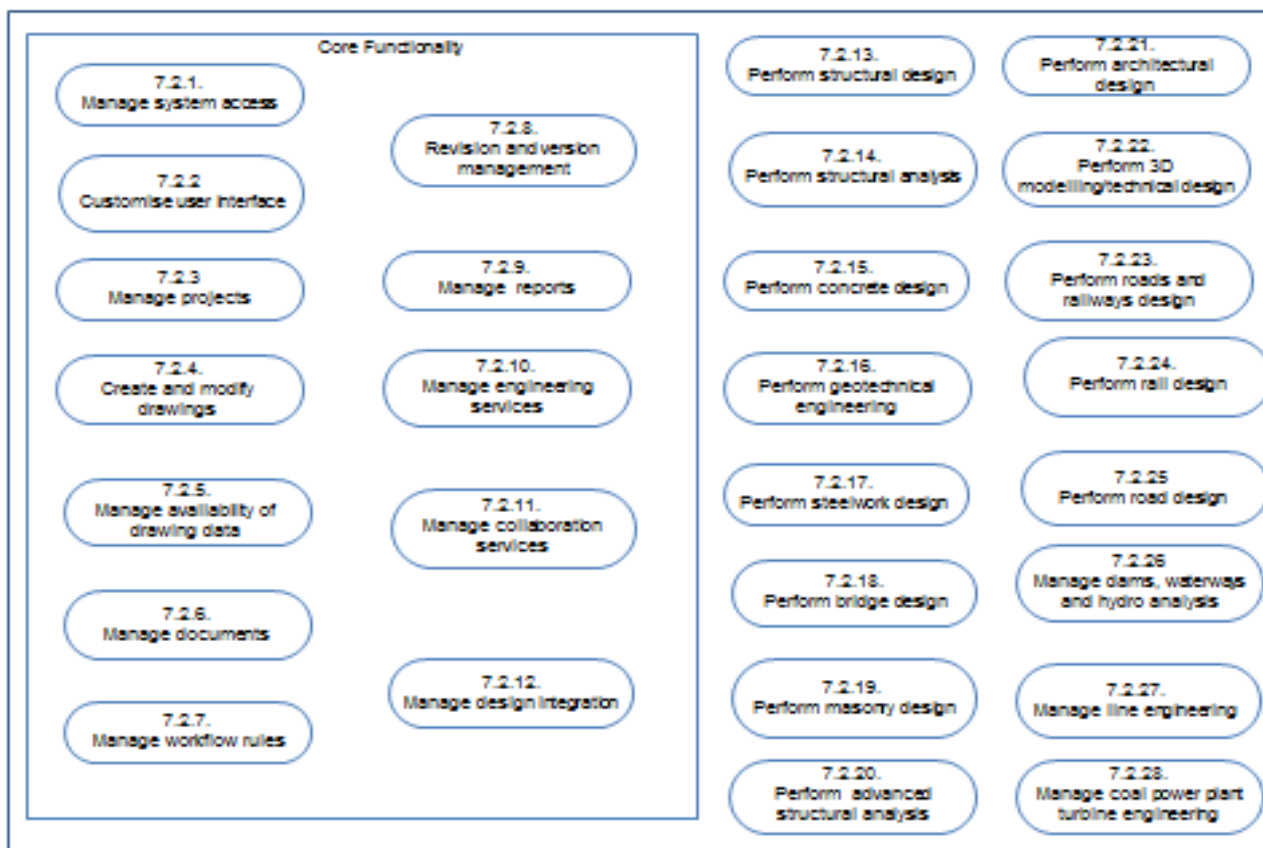 Core Functionality
7.2.1.
Manage system access
7.2.2
Customise user interface
7.2.3
Manage projects
7.2.4.
Create and modify
drawings
7.2.5.
Manage availability of
drawing data
7.2.6.
Manage documents
7.2.7.
Manage workflow rules
7.2.8.
Revision and version
management
7.2.9.
Manage reports
7.2.10.
Manage engineering
services
7.2.11.
Manage collaboration
services
7.2.12.
Manage design integration
7.2.13.
Perform structural design
7.2.14.
Perform structural analysis
7.2.15.
Perform concrete design
7.2.16.
Perform geotechnical
engineering
7.2.17.
Perform steelwork design
7.2.18.
Perform bridge design
7.2.19.
Perform masonry design
7.2.20.
Perform advanced
structural analysis
7.2.21.
Perform architectural
design
7.2.22.
Perform 3D
modelling/technical design
7.2.23.
Perform roads and
railways design
7.2.24.
Perform rail design
7.2.25
Perform road design
7.2.26
Manage dams, waterways
and hydro analysis
7.2.27.
Manage line engineering
7.2.28.
Manage coal power plant
turbine engineering